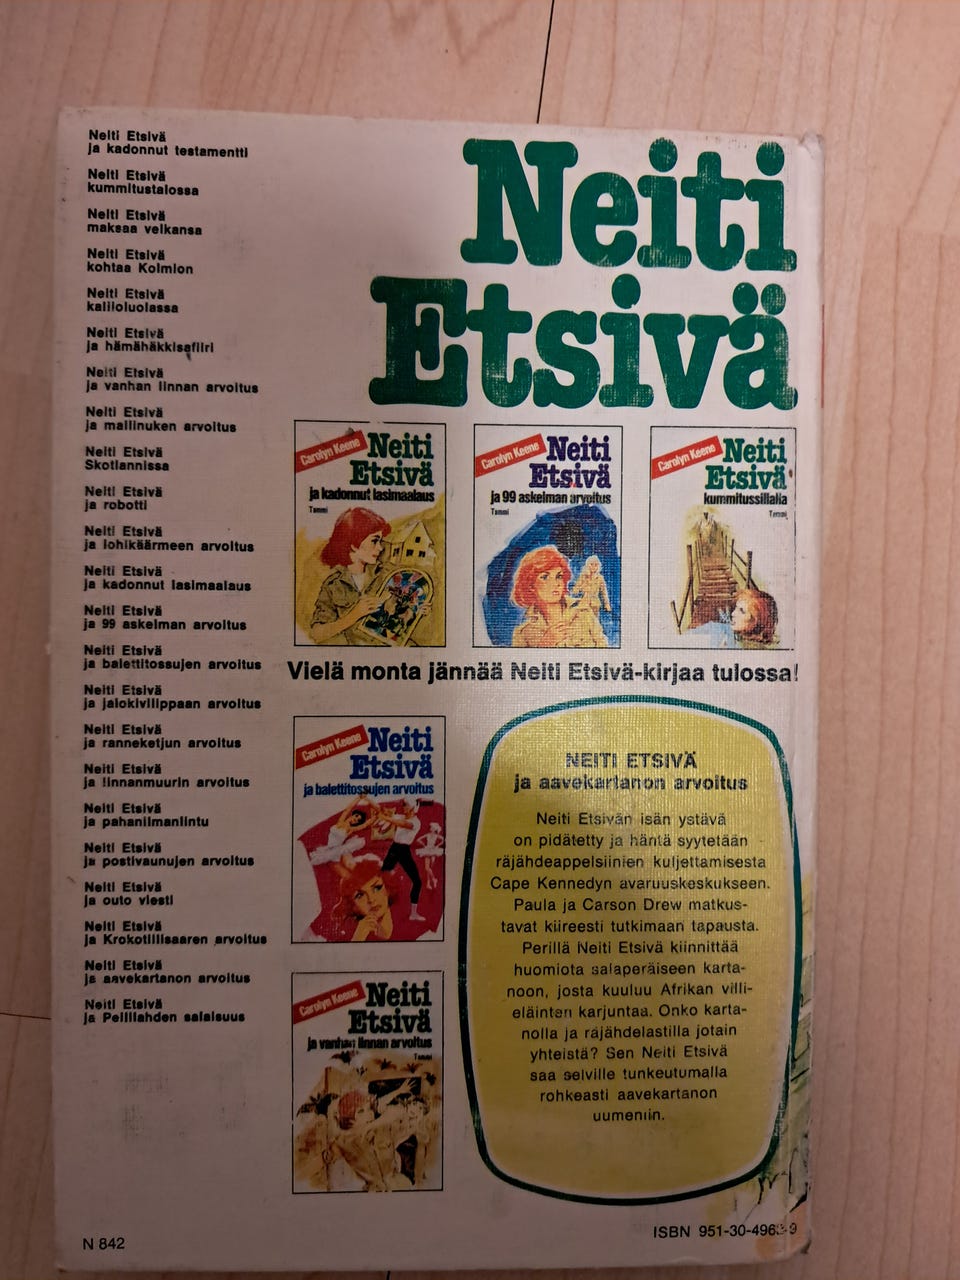 Neiti Etsivä
ja kadonnut testamentti
Neiti Etsivä
kummitustalossa
Neiti Etsivä
maksaa velkansa
Neiti Etsivä
kohtaa Kolmion
Neiti Etsivä
kallioluolassa
Neiti Etsivä
ja hämähäkkisafiiri
Neiti Etsivä
ja vanhan linnan arvoitus
Neiti Etsivä
ja mallinuken arvoitus
Neiti Etsivä
Skotlannissa
Neiti Etsivä
ja robotti
Neiti Etsivä
ja lohikäärmeen arvoitus
Neiti Etsivä
ja kadonnut lasimaalaus
Neiti Etsivä
ja 99 askelman arvoitus
Neiti Etsivä
ja balettitossujen arvoitus
Neiti Etsivä
ja jalokivilippaan arvoitus
Neiti Etsivä
ja ranneketjun arvoitus
Neiti Etsivä
ja linnanmuurin arvoitus
Neiti Etsivä
ja pahanilmanlintu
Neiti Etsivä
ja postivaunujen arvoitus
Neiti Etsivä
ja outo viesti
Neiti Etsivä
ja Krokotiilisaaren arvoitus
Neiti Etsivä
ja aavekartanon arvoitus
Neiti Etsivä
ja Peililahden salaisuus
N 842
Neiti
Etsivä
Carolyn Keene
Neiti
Etsivä
ja kadonnut lasimaalaus
Tammi
Carolyn Keene
Neiti
Etsivä
ja 99 askelman arvoitus
Tammi
Carolyn Keene
Neiti
Etsivä
kummitussillalla
Tammi
Vielä monta jännää Neiti Etsivä-kirjaa tulossa!
Carolyn Keene
Neiti
Etsivä
ja balettitossujen arvoitus
Tammi
Carolyn Keene
Neiti
Etsivä
ja vanhan linnan arvoitus
Tammi
NEITI ETSIVÄ
ja aavekartanon arvoitus
Neiti Etsivän isän ystävä
on pidätetty ja häntä syytetään
räjähdeappelsiinien kuljettamisesta
Cape Kennedyn avaruuskeskukseen.
Paula ja Carson Drew matkus-
tavat kiireesti tutkimaan tapausta.
Perillä Neiti Etsivä kiinnittää
huomiota salaperäiseen karta-
noon, josta kuuluu Afrikan villi-
eläinten karjuntaa. Onko karta-
nolla ja räjähdelastilla jotain
yhteistä? Sen Neiti Etsivä
saa selville tunkeutumalla
rohkeasti aavekartanon
uumeniin.
ISBN 951-30-4963-9